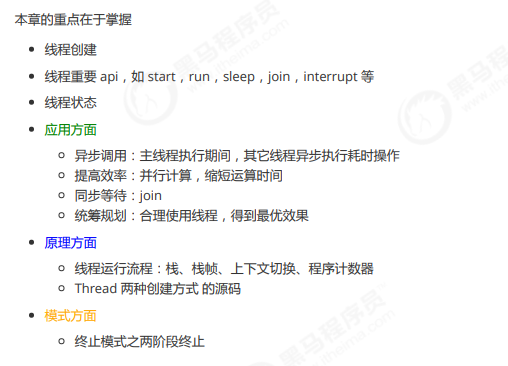 本章的重点在于掌握
线程创建
线程重要 api，如 start，run，sleep，join，interrupt 等
线程状态
应用方面
异步调用：主线程执行期间，其它线程异步执行耗时操作
提高效率：并行计算，缩短运算时间
同步等待：join
统筹规划：合理使用线程，得到最优效果
原理方面
线程运行流程：栈、栈帧、上下文切换、程序计数器
Thread 两种创建方式 的源码
模式方面
终止模式之两阶段终止
黑马程序员
www.itheima.com
黑马程序员
www.itheima.com
黑马程序员